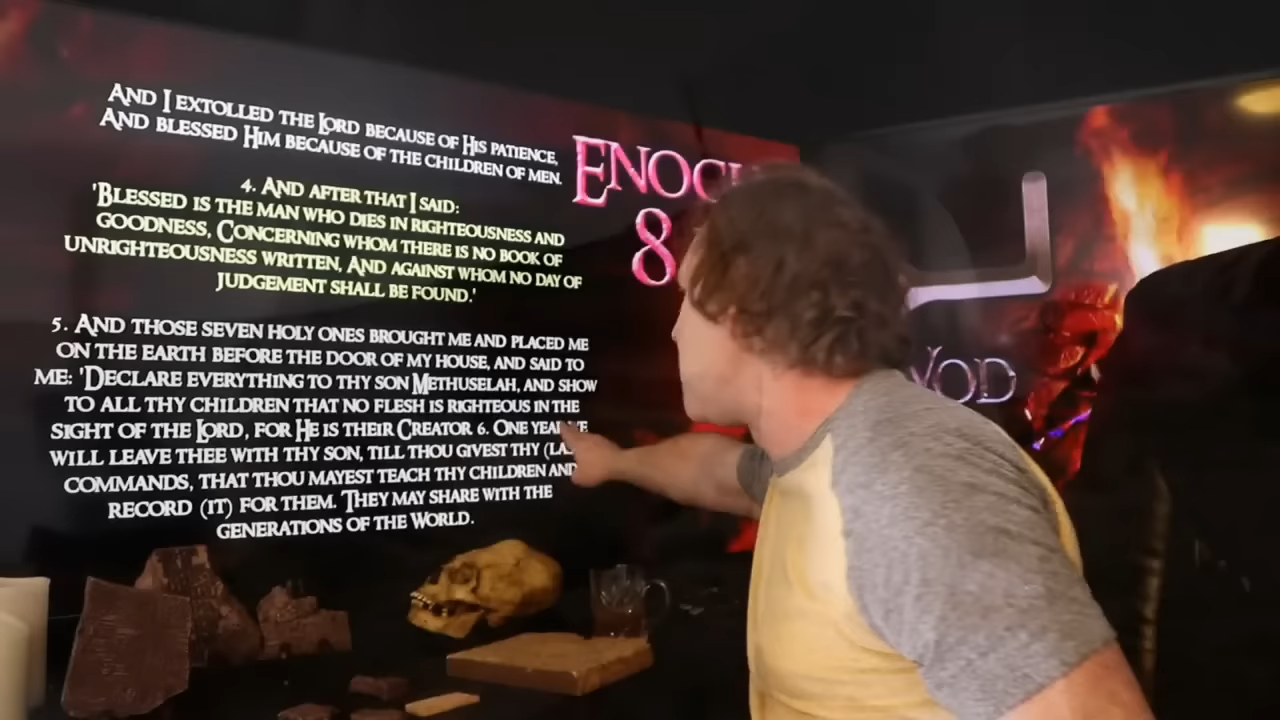 And I extolled the Lord because of His patience,
And blessed Him because of the children of men.
4. And after that I said:
'Blessed is the man who dies in righteousness and
goodness, Concerning whom there is no book of
unrighteousness written, And against whom no day of
judgement shall be found.'
5. And those seven holy ones brought me and placed me
on the earth before the door of my house, and said to
me: 'Declare everything to thy son Methuselah, and show
to all thy children that no flesh is righteous in the
sight of the Lord, for He is their Creator 6. One
will leave thee with thy son, till thou givest thy
commands, that thou mayest teach thy children and
record (it) for them. They may share with the
generations of the World.
Enoch
8